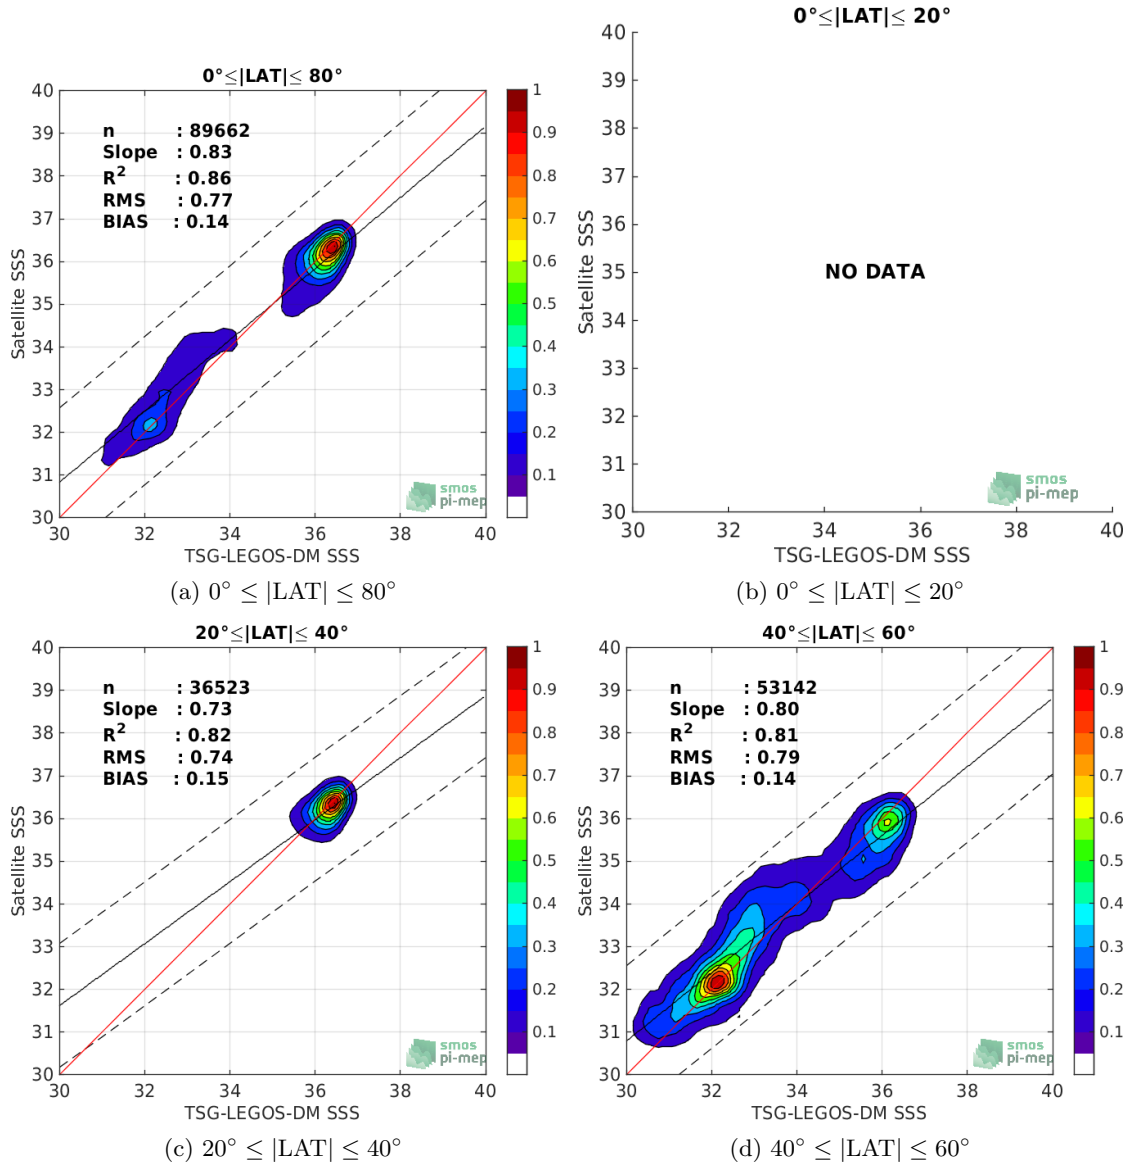 0°≤|LAT|≤ 80°
40
39
38
37
36
35
34
33
32
31
30
Satellite SSS
n : 89662
Slope : 0.83
R² : 0.86
RMS : 0.77
BIAS : 0.14
1
0.9
0.8
0.7
0.6
0.5
0.4
0.3
0.2
0.1
smos
pi-mep
30 32 34 36 38 40
TSG-LEGOS-DM SSS
(a) 0° ≤ |LAT| ≤ 80°
0°≤|LAT|≤ 20°
40
39
38
37
36
35
34
33
32
31
30
Satellite SSS
NO DATA
smos
pi-mep
30 32 34 36 38 40
TSG-LEGOS-DM SSS
(b) 0° ≤ |LAT| ≤ 20°
20°≤|LAT|≤ 40°
40
39
38
37
36
35
34
33
32
31
30
Satellite SSS
n : 36523
Slope : 0.73
R² : 0.82
RMS : 0.74
BIAS : 0.15
1
0.9
0.8
0.7
0.6
0.5
0.4
0.3
0.2
0.1
smos
pi-mep
30 32 34 36 38 40
TSG-LEGOS-DM SSS
(c) 20° ≤ |LAT| ≤ 40°
40°≤|LAT|≤ 60°
40
39
38
37
36
35
34
33
32
31
30
Satellite SSS
n : 53142
Slope : 0.80
R² : 0.81
RMS : 0.79
BIAS : 0.14
1
0.9
0.8
0.7
0.6
0.5
0.4
0.3
0.2
0.1
smos
pi-mep
30 32 34 36 38 40
TSG-LEGOS-DM SSS
(d) 40° ≤ |LAT| ≤ 60°